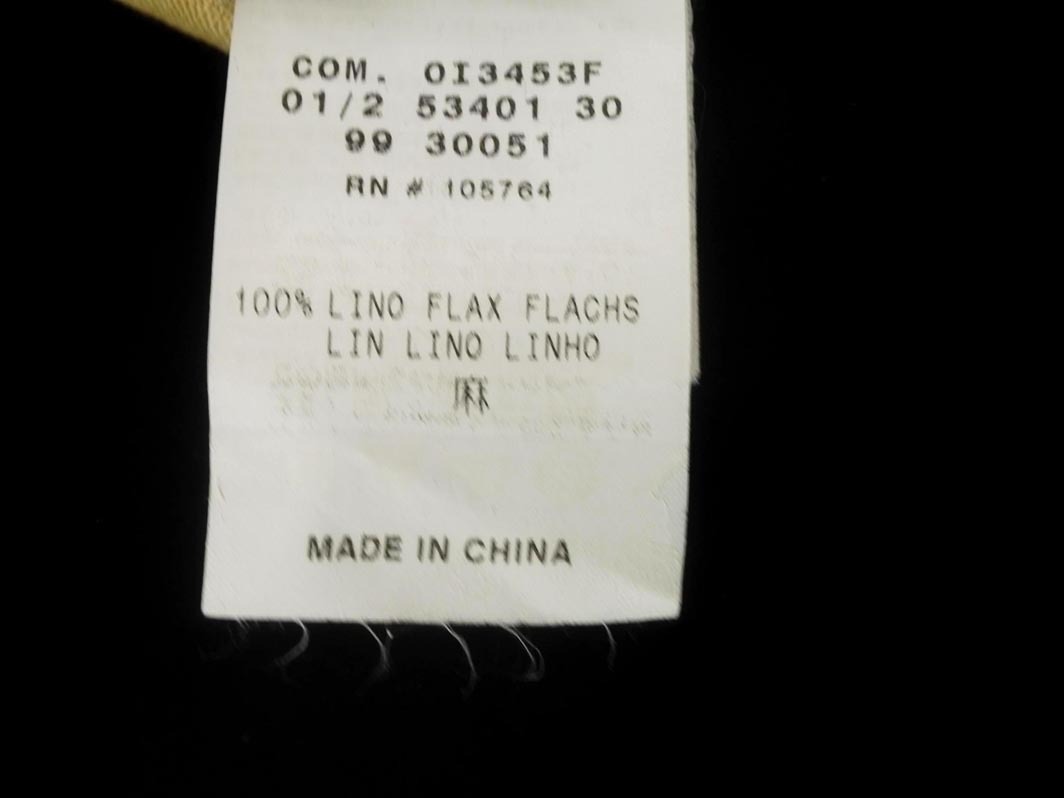 COM. OI3453F
01/2 53401 30
99 30051
RN # 105764
100% LINO FLAX FLACHS
LIN LINO LINHO
麻
MADE IN CHINA